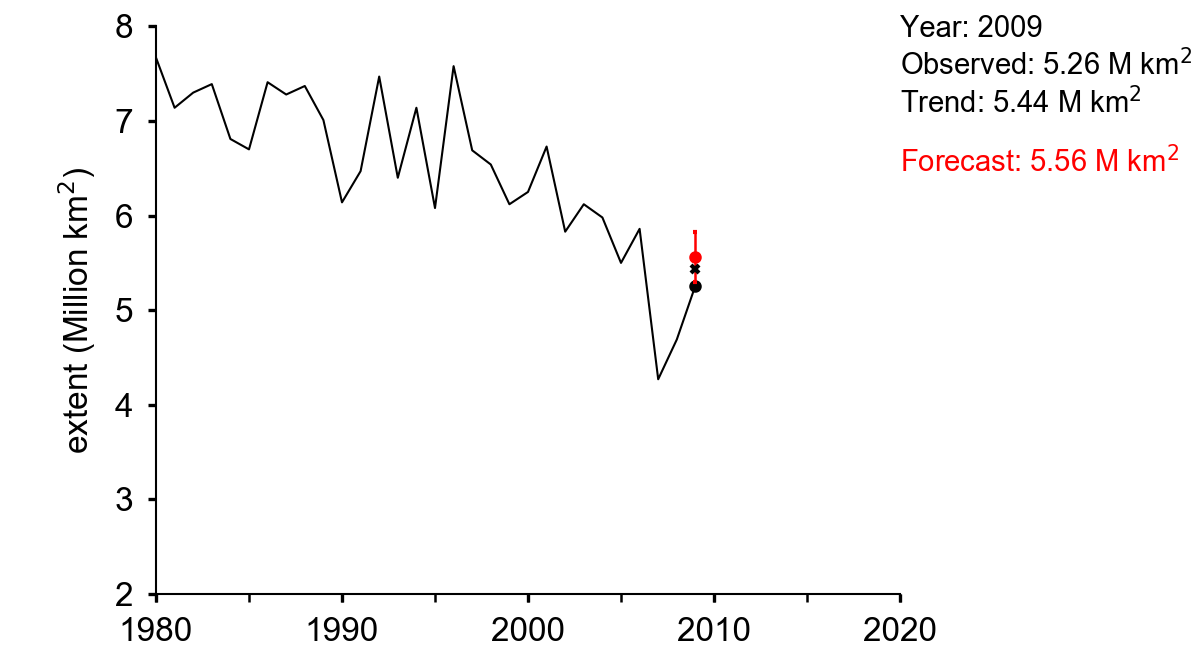 Year: 2009
Observed: 5.26 M km²
Trend: 5.44 M km²
Forecast: 5.56 M km²
extent (Million km²)
8
7
6
5
4
3
2
1980 1990 2000 2010 2020